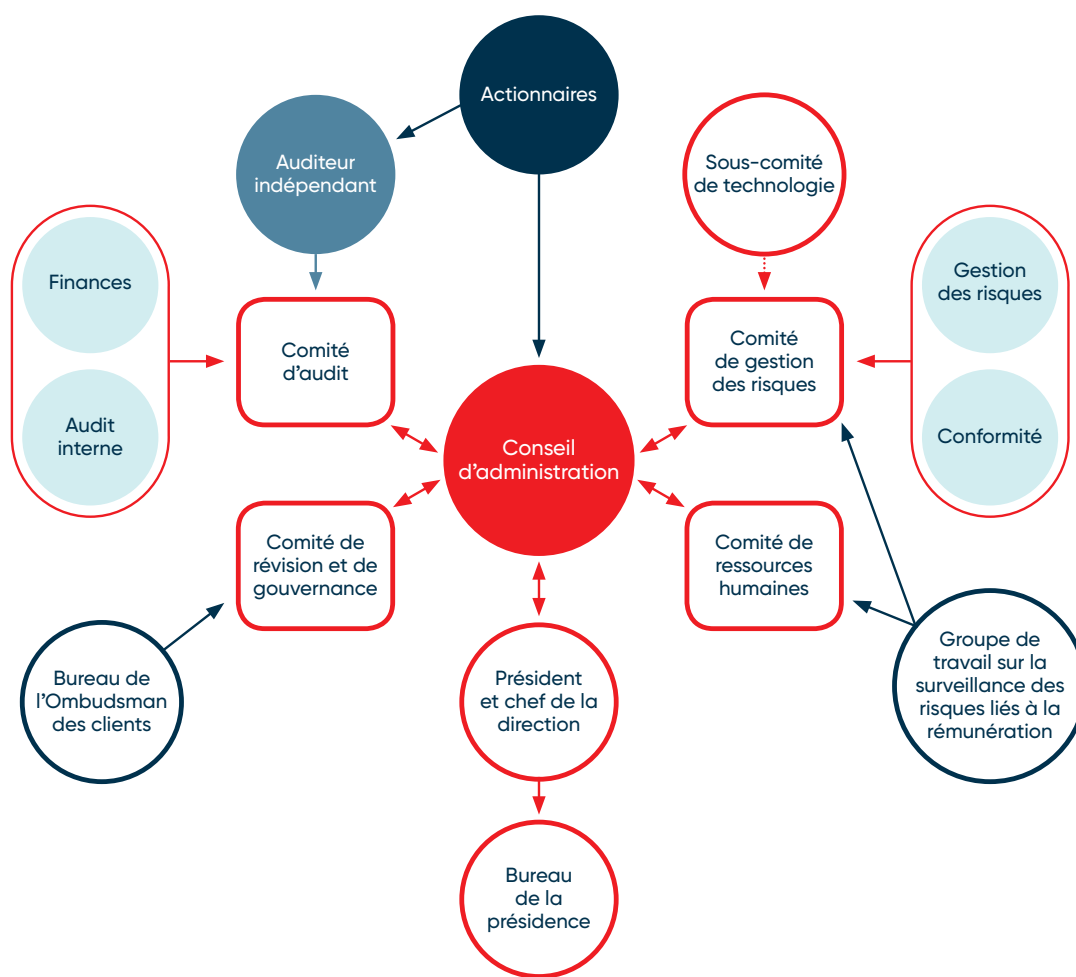 Actionnaires
Auditeur
indépendant
Sous-comité
de technologie
Finances
Audit
interne
Comité
d'audit
Comité
de gestion
des risques
Gestion
des risques
Conformité
Conseil
d'administration
Comité de
révision et de
gouvernance
Comité de
ressources
humaines
Bureau de
l'Ombudsman
des clients
Président
et chef de la
direction
Groupe de
travail sur la
surveillance des
risques liés à la
rémunération
Bureau
de la
présidence